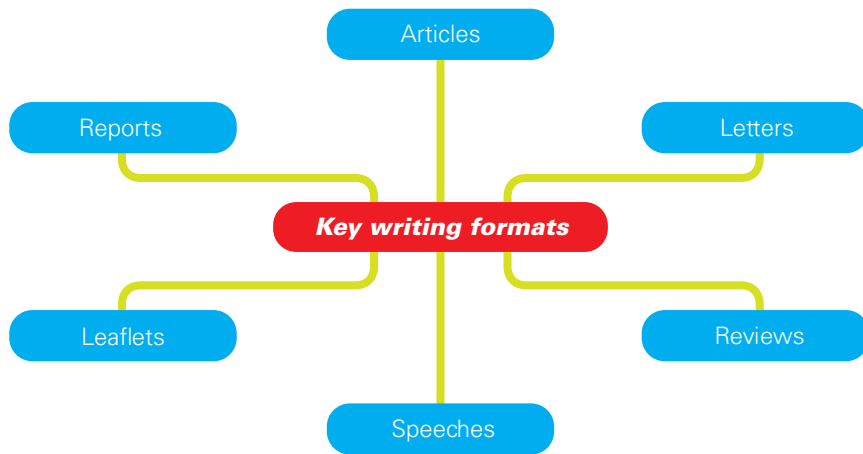 Articles
Reports
Letters
Key writing formats
Leaflets
Reviews
Speeches